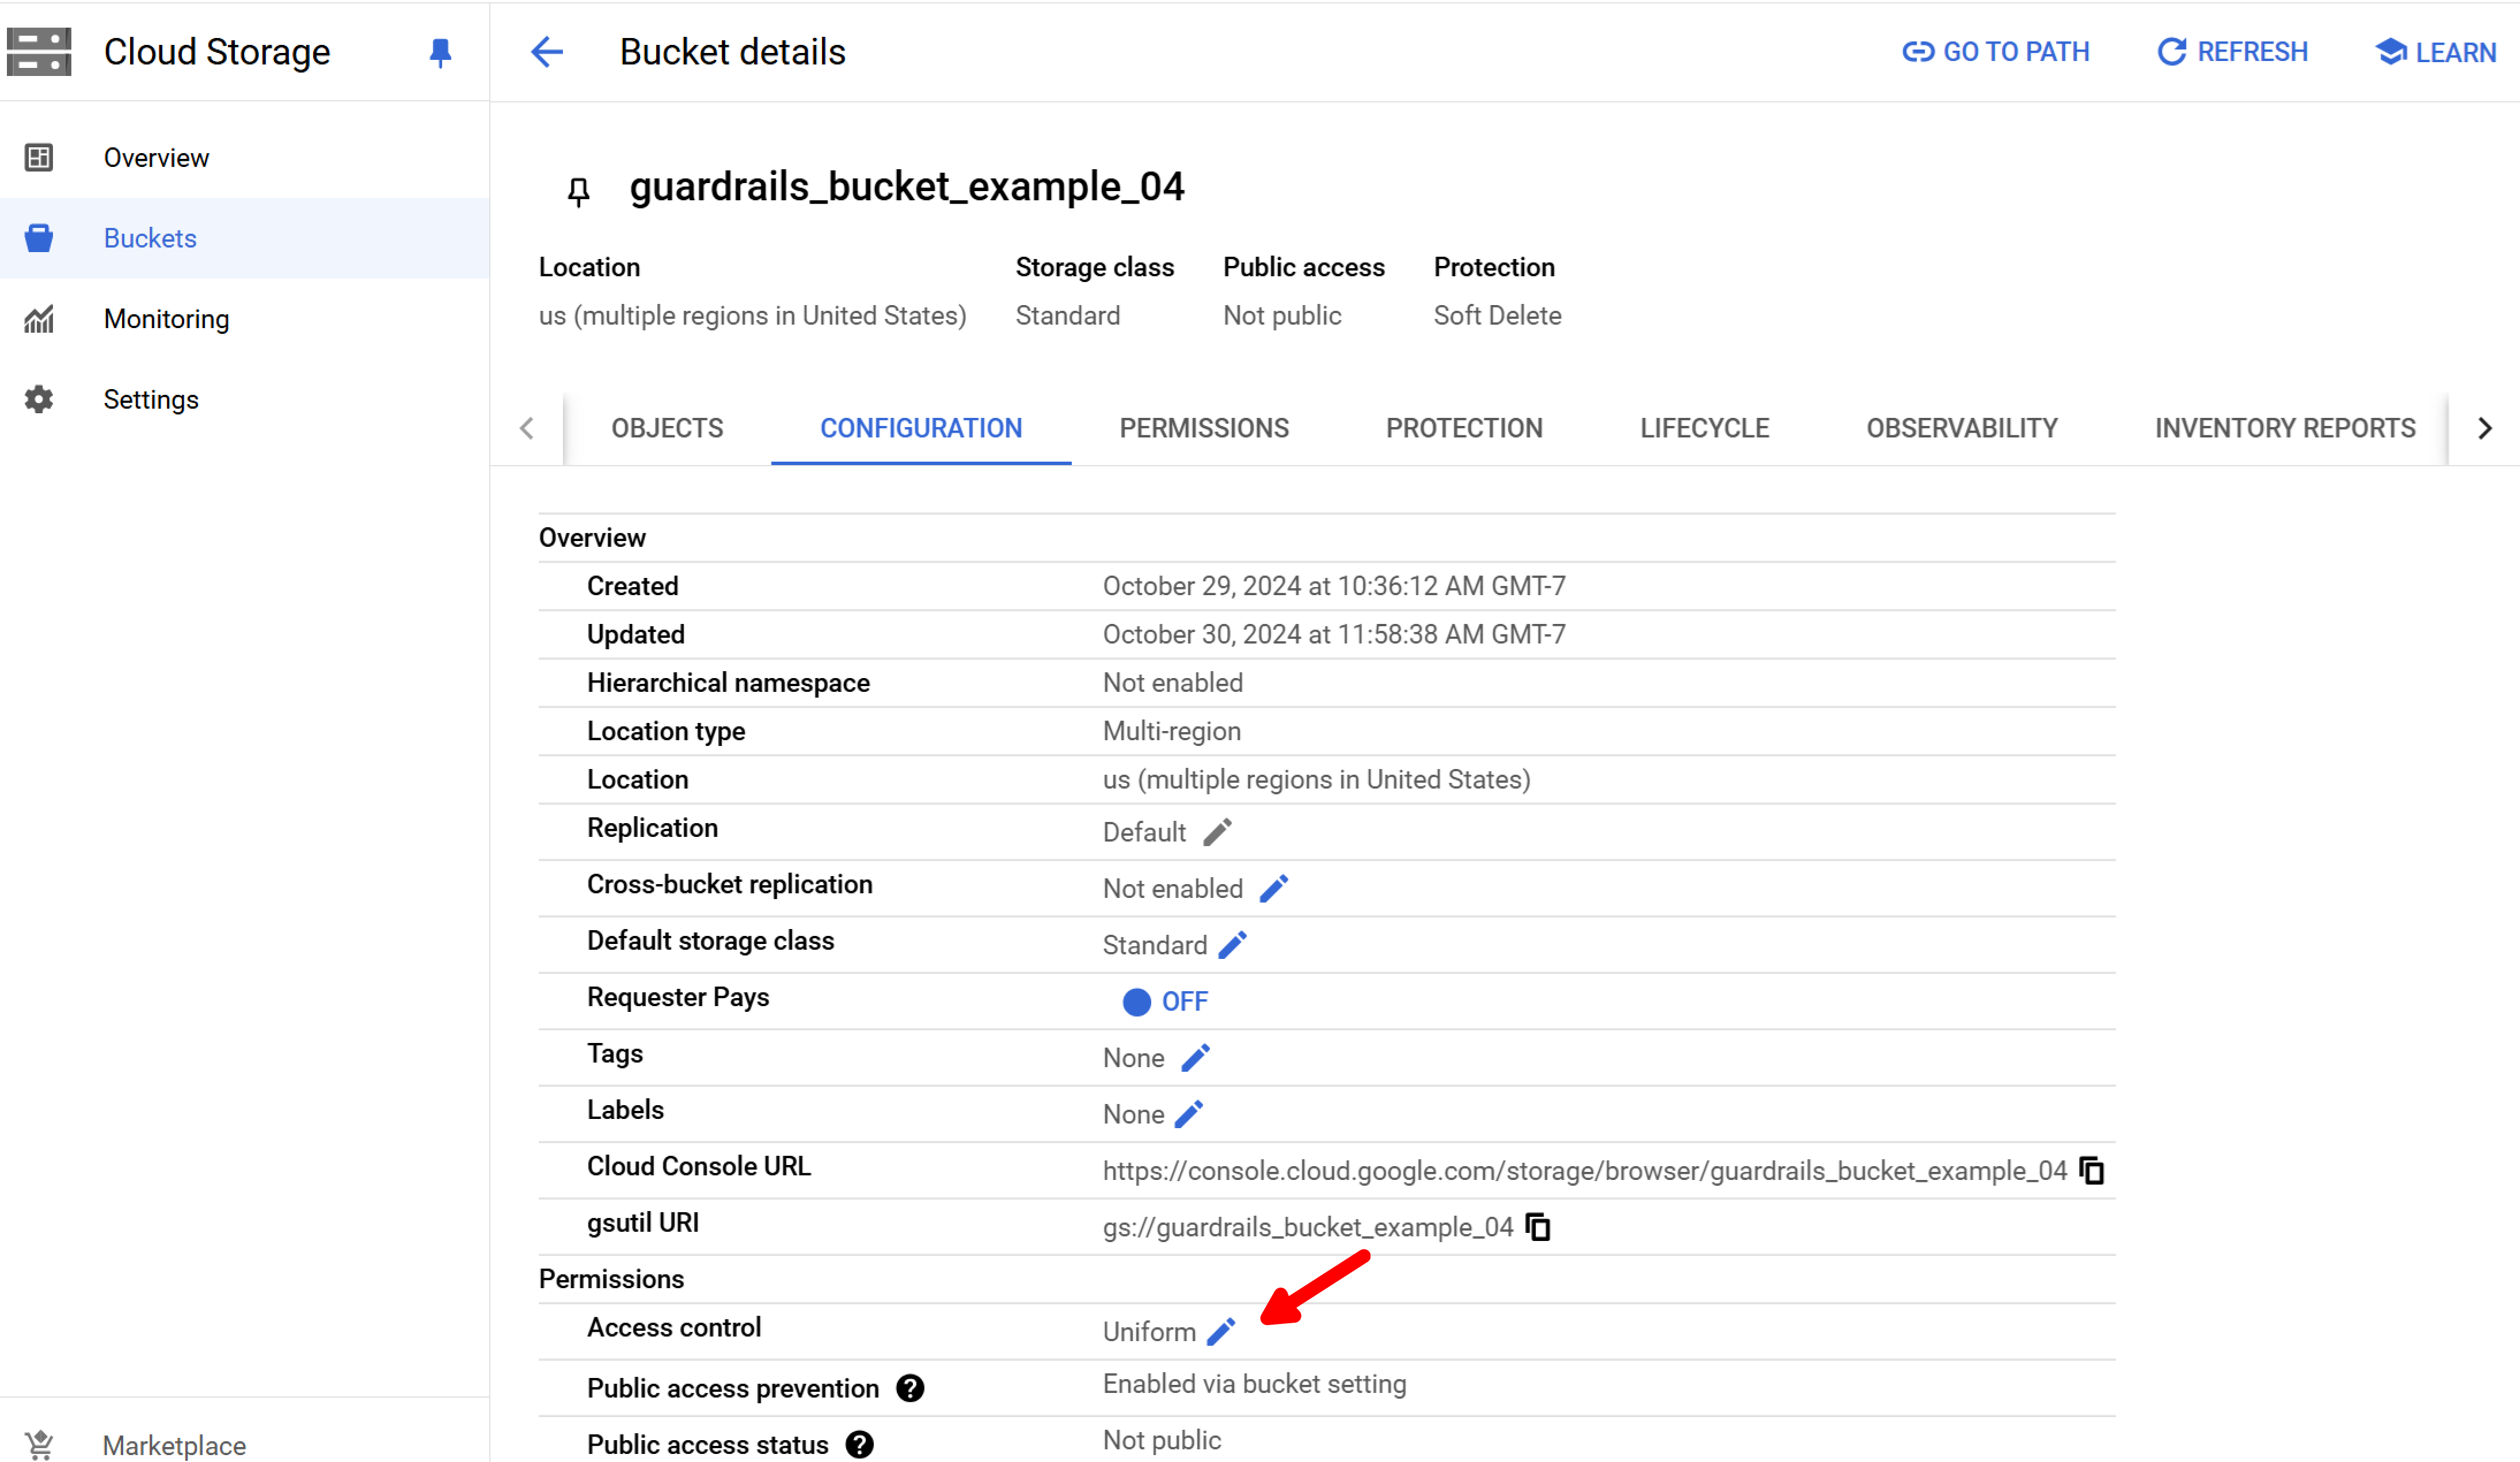 Cloud Storage
Bucket details
GO TO PATH
REFRESH
LEARN
Overview
Buckets
Monitoring
Settings
Marketplace
guardrails_bucket_example_04
Location Storage class Public access Protection
us (multiple regions in United States) Standard Not public Soft Delete
OBJECTS CONFIGURATION PERMISSIONS PROTECTION LIFECYCLE OBSERVABILITY INVENTORY REPORTS
Overview
Created October 29, 2024 at 10:36:12 AM GMT-7
Updated October 30, 2024 at 11:58:38 AM GMT-7
Hierarchical namespace Not enabled
Location type Multi-region
Location us (multiple regions in United States)
Replication Default
Cross-bucket replication Not enabled
Default storage class Standard
Requester Pays OFF
Tags None
Labels None
Cloud Console URL https://console.cloud.google.com/storage/browser/guardrails_bucket_example_04
gsutil URI gs://guardrails_bucket_example_04
Permissions
Access control Uniform
Public access prevention ? Enabled via bucket setting
Public access status ? Not public